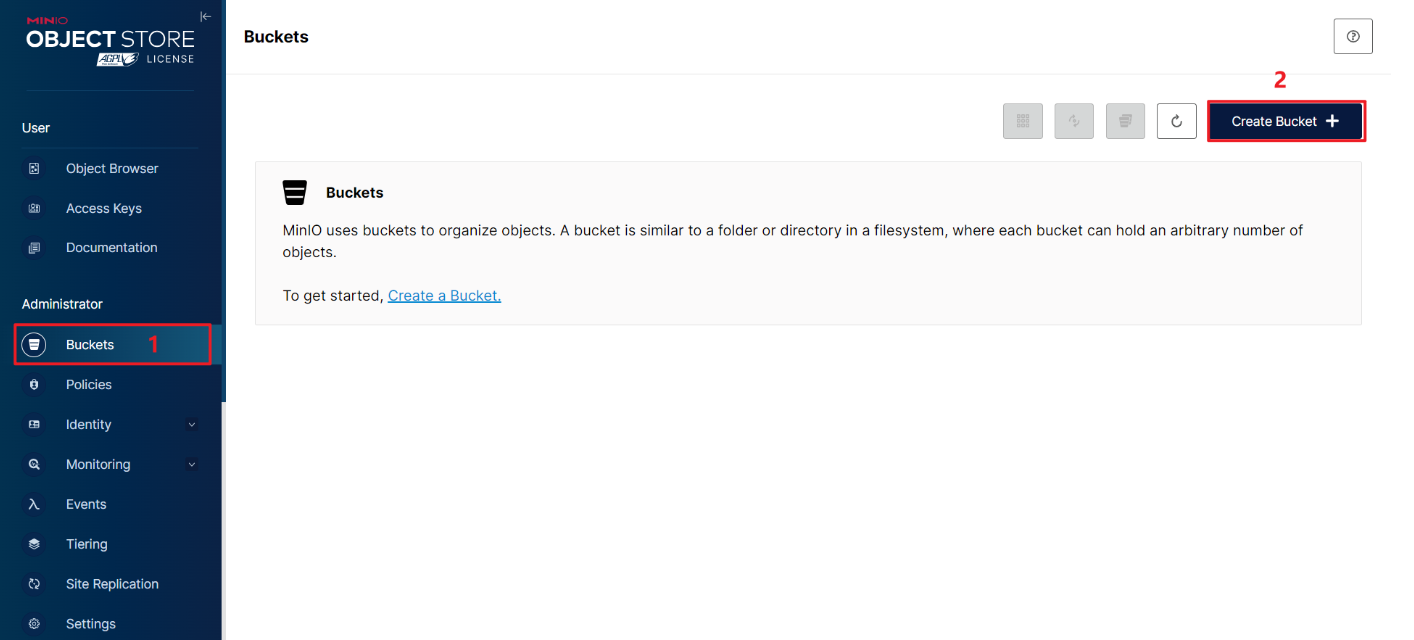 MINIO
OBJECT STORE
AGPLv3 LICENSE
User
Object Browser
Access Keys
Documentation
Administrator
Buckets 1
Policies
Identity
Monitoring
Events
Tiering
Site Replication
Settings
Buckets
2
Create Bucket +
Buckets
MinIO uses buckets to organize objects. A bucket is similar to a folder or directory in a filesystem, where each bucket can hold an arbitrary number of
objects.
To get started, Create a Bucket.